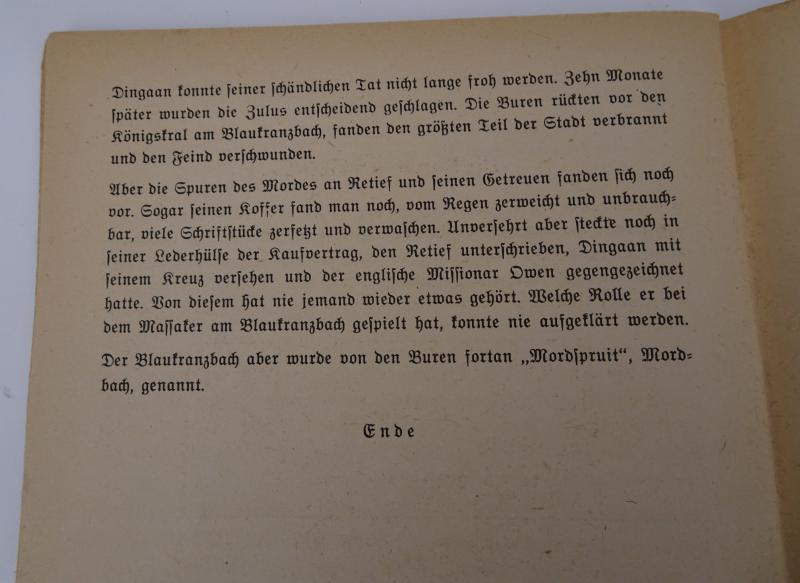 Dingaan konnte seiner schändlichen Tat nicht lange froh werden. Zehn Monate
später wurden die Zulus entscheidend geschlagen. Die Buren rückten vor den
Königskral am Blaukranzbach, fanden den größten Teil der Stadt verbrannt
und den Feind verschwunden.
Aber die Spuren des Mordes an Retief und seinen Getreuen fanden sich noch
vor. Sogar seinen Koffer fand man noch, vom Regen zerweicht und unbrauch-
bar, viele Schriftstücke zerfetzt und verwaschen. Unversehrt aber steckte noch in
seiner Lederhülse der Kaufvertrag, den Retief unterschrieben, Dingaan mit
seinem Kreuz versehen und der englische Missionar Owen gegengezeichnet
hatte. Von diesem hat nie jemand wieder etwas gehört. Welche Rolle er bei
dem Massaker am Blaukranzbach gespielt hat, konnte nie aufgeklärt werden.
Der Blaukranzbach aber wurde von den Buren fortan „Mordspruit“, Mord-
bach, genannt.
Ende